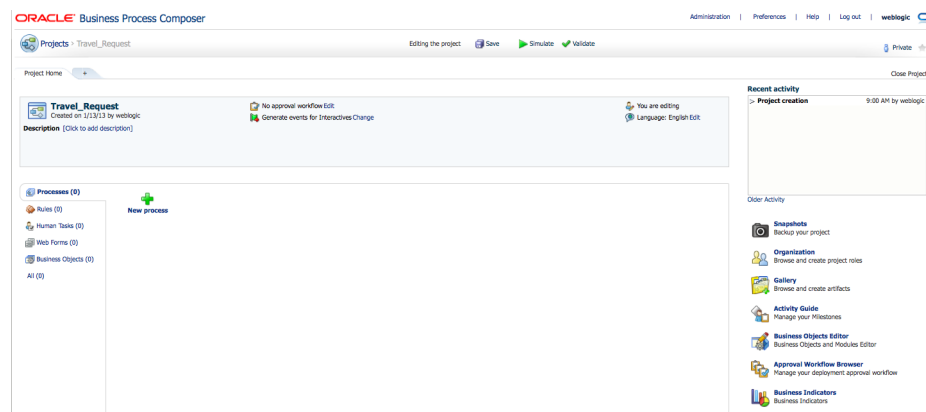 ORACLE Business Process Composer
Administration | Preferences | Help | Log out | weblogic
Projects > Travel_Request
Editing the project Save Simulate Validate
Private
Project Home +
Close Project
Travel_Request
Created on 1/13/13 by weblogic
Description [Click to add description]
No approval workflow Edit
Generate events for Interactives Change
You are editing
Language: English Edit
Recent activity
> Project creation 9:00 AM by weblogic
Older Activity
Processes (0)
Rules (0)
Human Tasks (0)
Web Forms (0)
Business Objects (0)
All (0)
New process
Snapshots
Backup your project
Organization
Browse and create project roles
Gallery
Browse and create artifacts
Activity Guide
Manage your Milestones
Business Objects Editor
Business Objects and Modules Editor
Approval Workflow Browser
Manage your deployment approval workflow
Business Indicators
Business Indicators